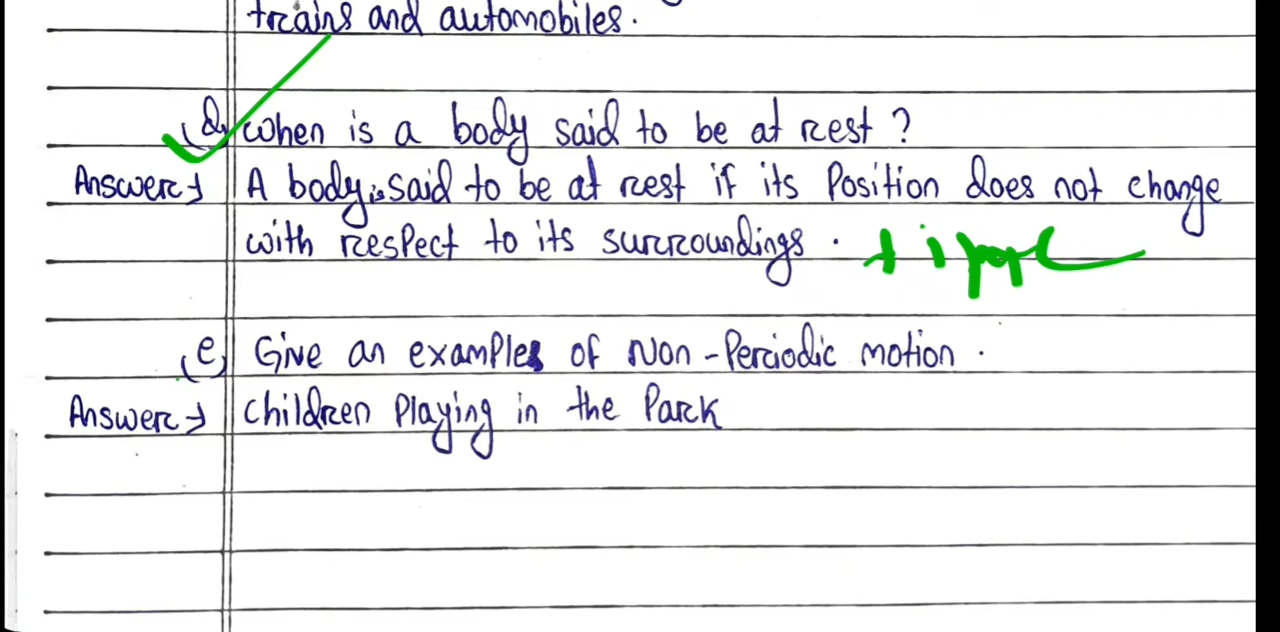 trains and automobiles.
(d) When is a body said to be at rest ?
Answer → A body is said to be at rest if its Position does not change
with respect to its surroundings .
(e) Give an examples of Non-Periodic motion .
Answer → Children Playing in the Park